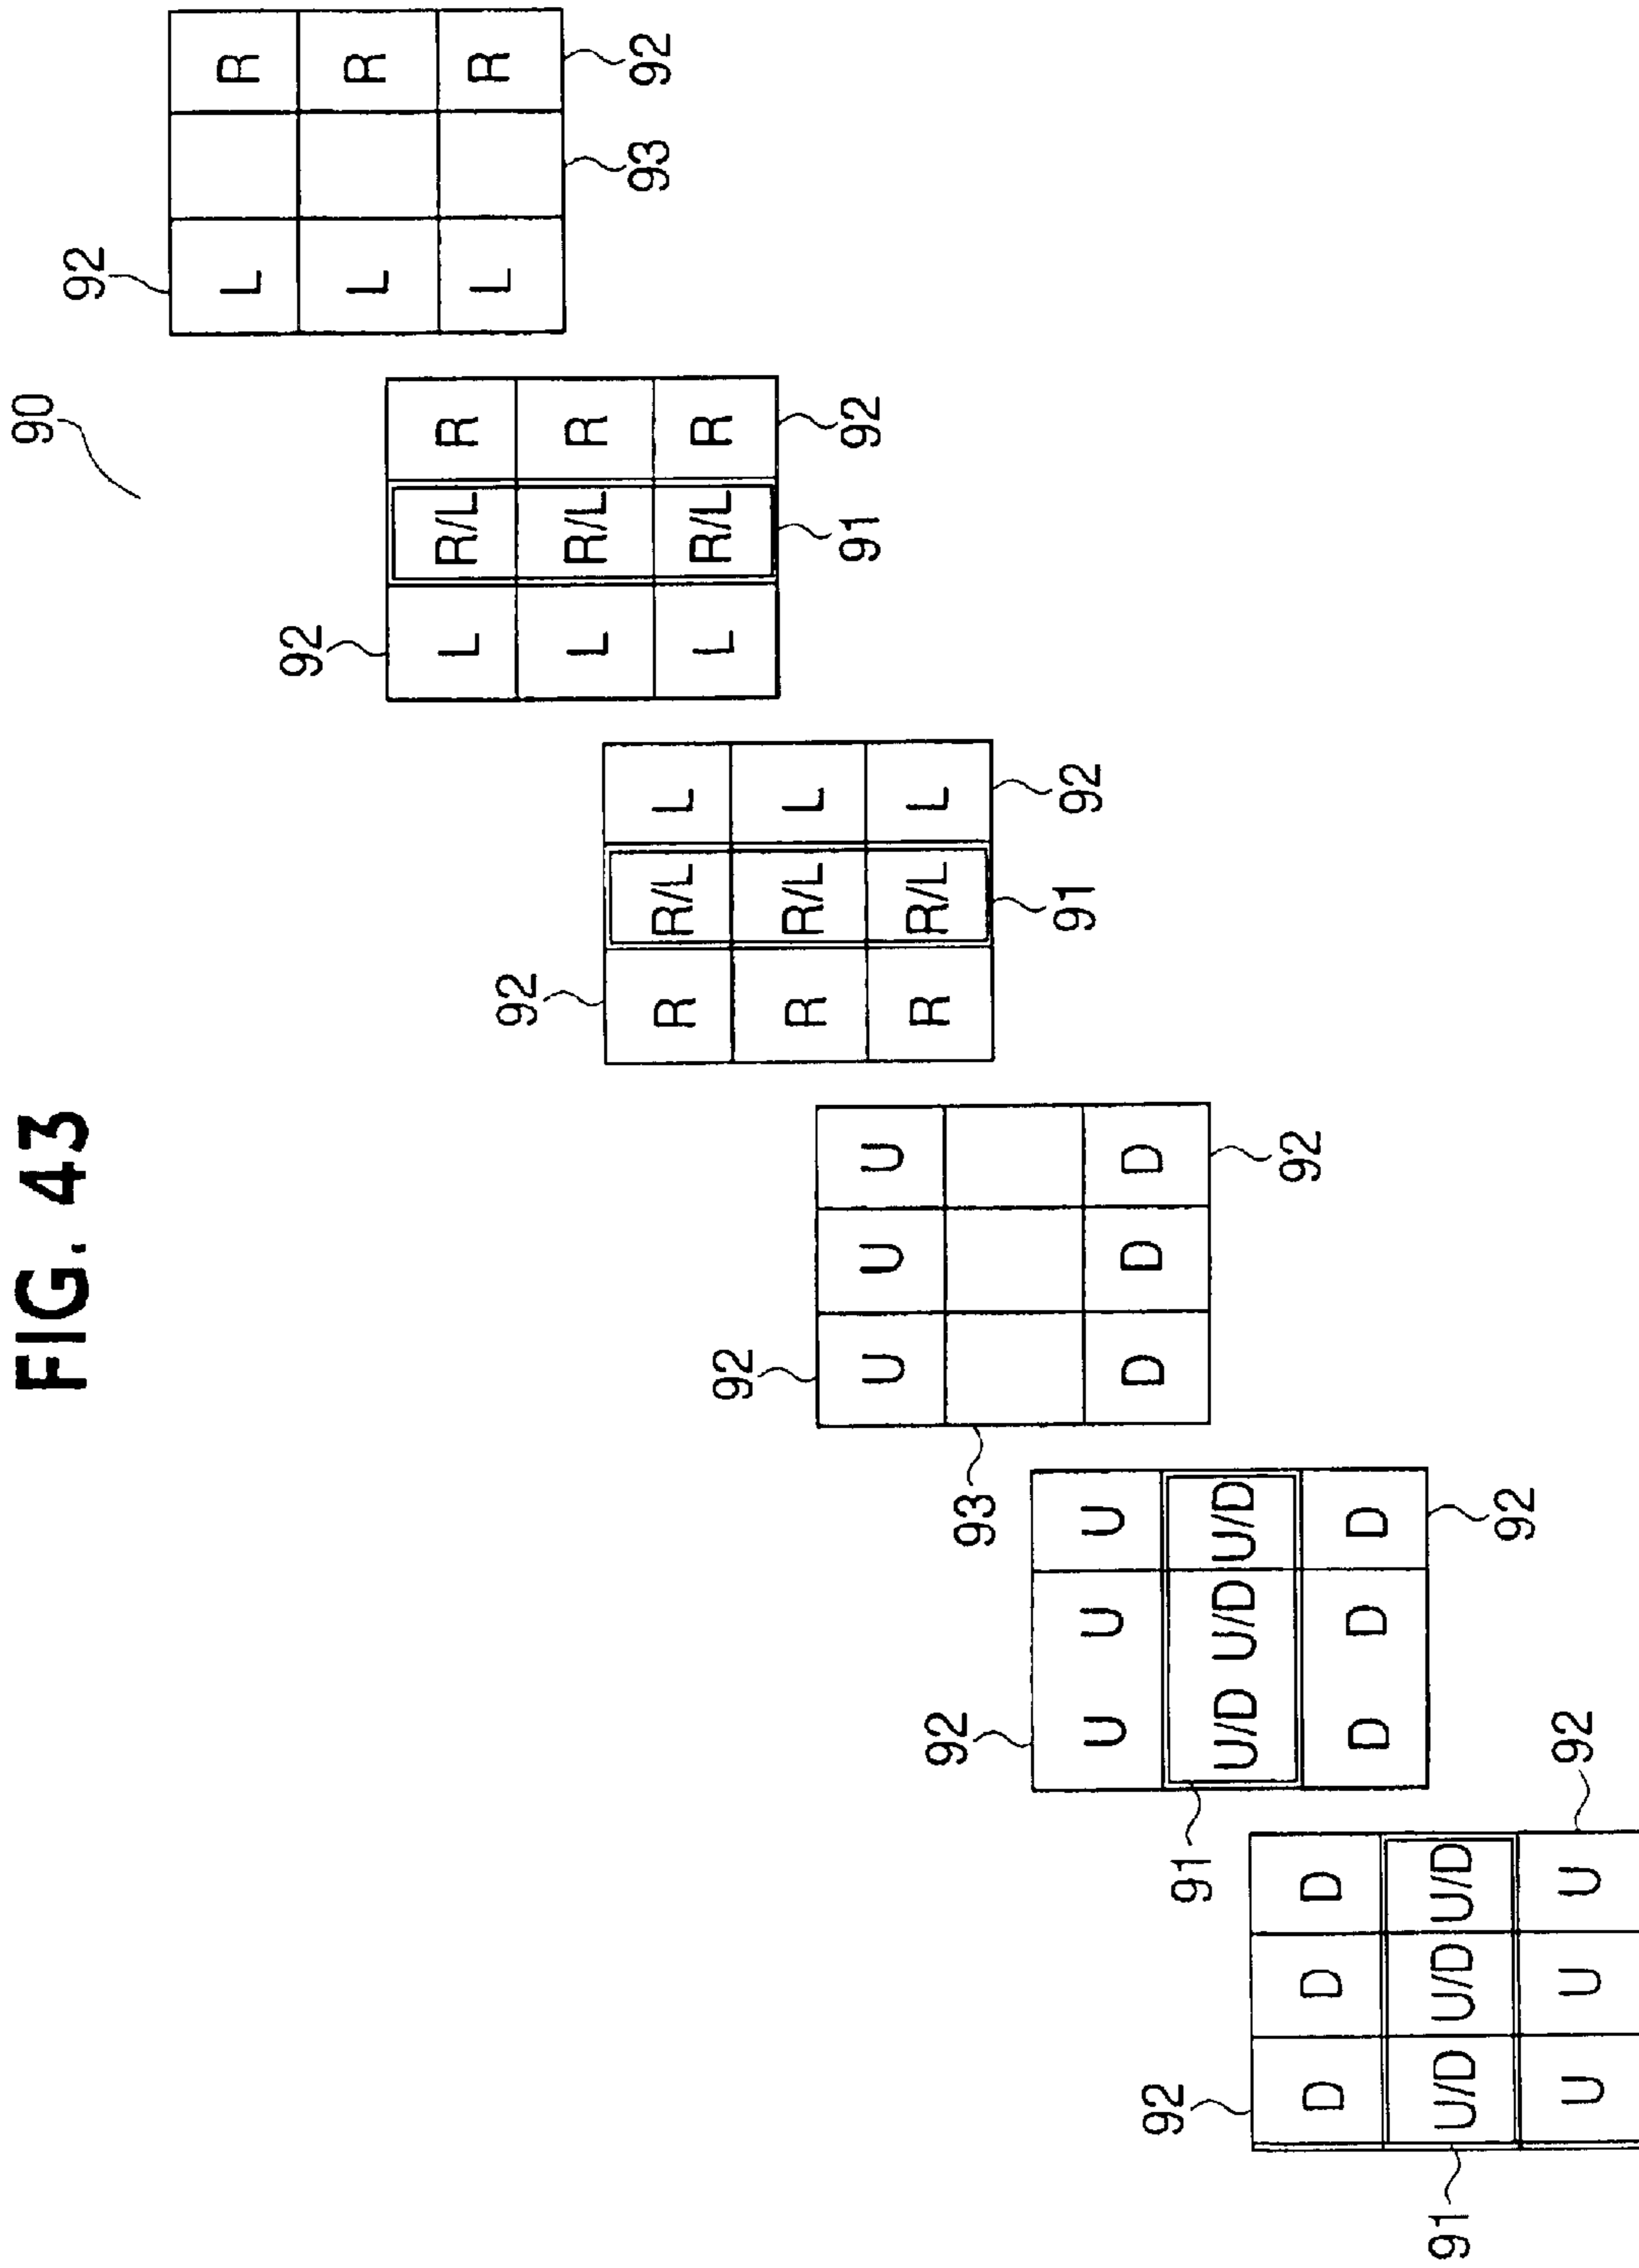 FIG. 43
90
92
L R
L R
L R
93 92
92
L R/L R
L R/L R
L R/L R
91 92
92
R R/L L
R R/L L
R R/L L
91 92
92
U U U
93
D D D
92
92
U U U
91
U/D U/D U/D
D D D
92
92
D D D
91
U/D U/D U/D
U U U
92